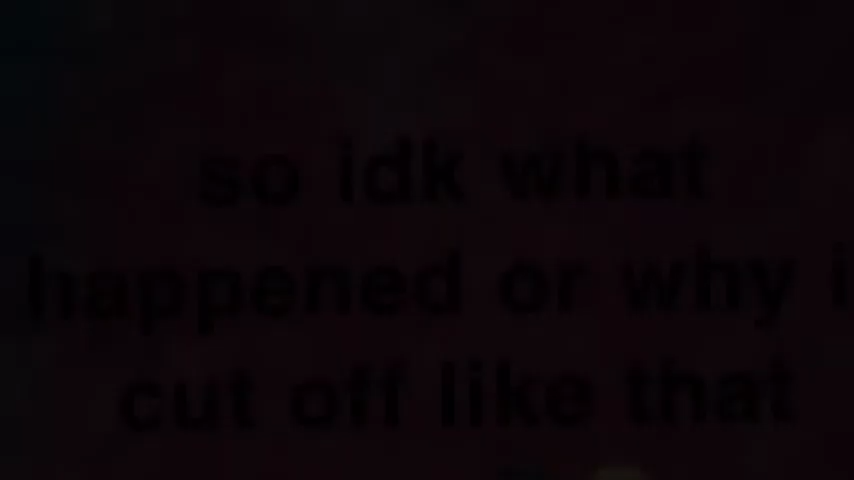 so idk what
happened or why i
cut off like that